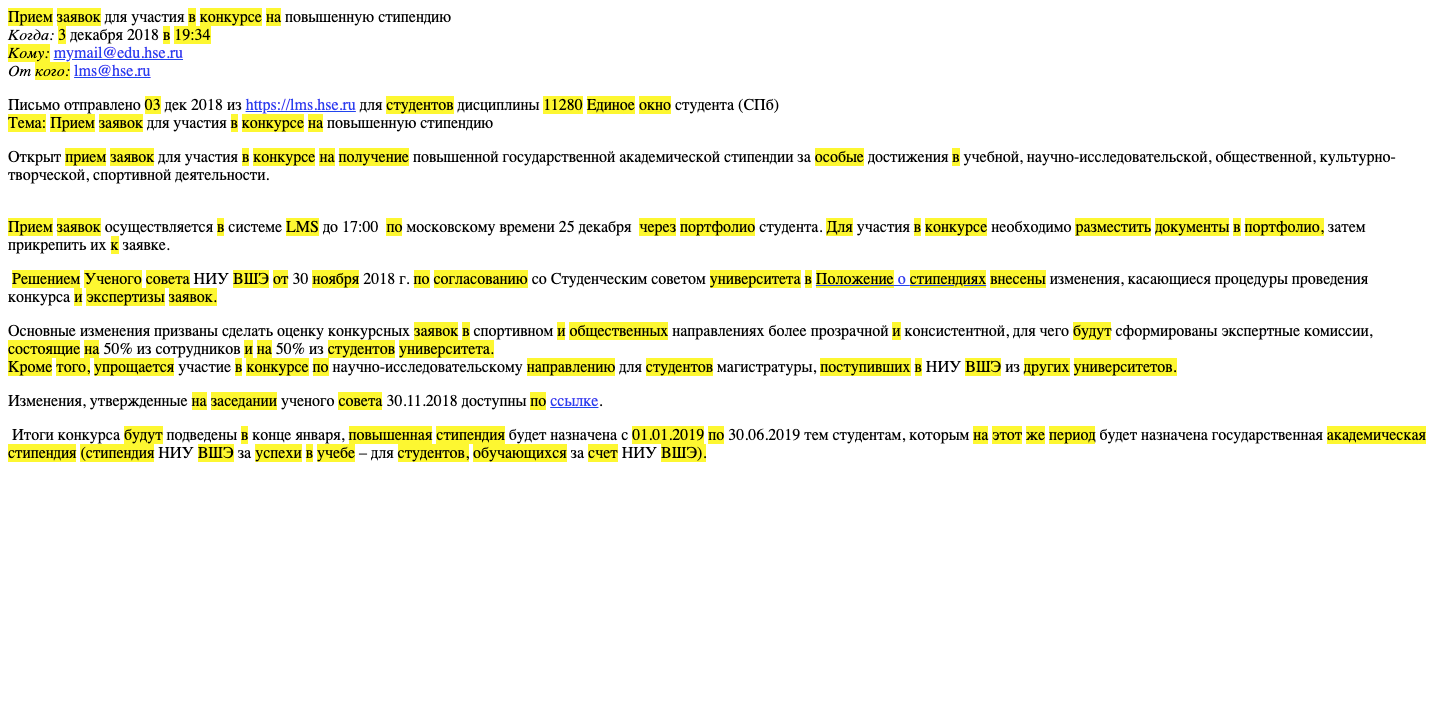 Прием заявок для участия в конкурсе на повышенную стипендию
Когда: 3 декабря 2018 в 19:34
Кому: mymail@edu.hse.ru
От кого: lms@hse.ru
Письмо отправлено 03 дек 2018 из https://lms.hse.ru для студентов дисциплины 11280 Единое окно студента (СПб)
Тема: Прием заявок для участия в конкурсе на повышенную стипендию
Открыт прием заявок для участия в конкурсе на получение повышенной государственной академической стипендии за особые достижения в учебной, научно-исследовательской, общественной, культурно-
творческой, спортивной деятельности.
Прием заявок осуществляется в системе LMS до 17:00 по московскому времени 25 декабря через портфолио студента. Для участия в конкурсе необходимо разместить документы в портфолио, затем
прикрепить их к заявке.
Решением Ученого совета НИУ ВШЭ от 30 ноября 2018 г. по согласованию со Студенческим советом университета в Положение о стипендиях внесены изменения, касающиеся процедуры проведения
конкурса и экспертизы заявок.
Основные изменения призваны сделать оценку конкурсных заявок в спортивном и общественных направлениях более прозрачной и консистентной, для чего будут сформированы экспертные комиссии,
состоящие на 50% из сотрудников и на 50% из студентов университета.
Кроме того, упрощается участие в конкурсе по научно-исследовательскому направлению для студентов магистратуры, поступивших в НИУ ВШЭ из других университетов.
Изменения, утвержденные на заседании ученого совета 30.11.2018 доступны по ссылке.
Итоги конкурса будут подведены в конце января, повышенная стипендия будет назначена с 01.01.2019 по 30.06.2019 тем студентам, которым на этот же период будет назначена государственная академическая
стипендия (стипендия НИУ ВШЭ за успехи в учебе – для студентов, обучающихся за счет НИУ ВШЭ).